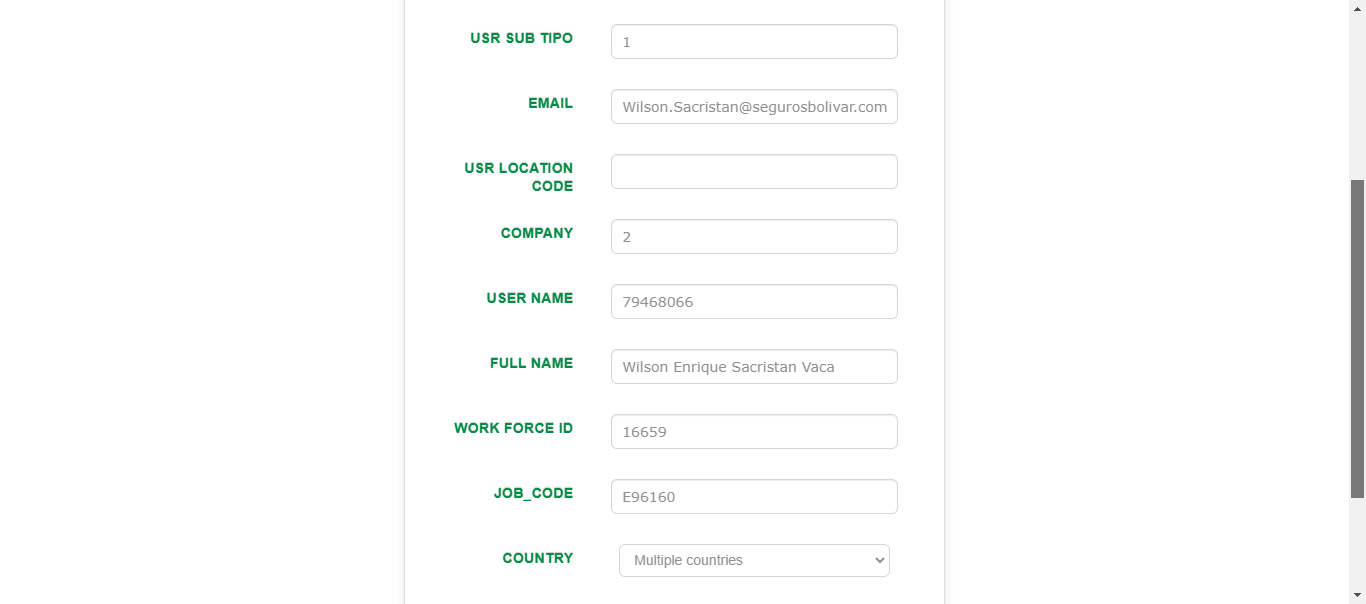 USR SUB TIPO
1
EMAIL
Wilson.Sacristan@segurosbolivar.com
USR LOCATION
CODE
COMPANY
2
USER NAME
79468066
FULL NAME
Wilson Enrique Sacristan Vaca
WORK FORCE ID
16659
JOB_CODE
E96160
COUNTRY
Multiple countries